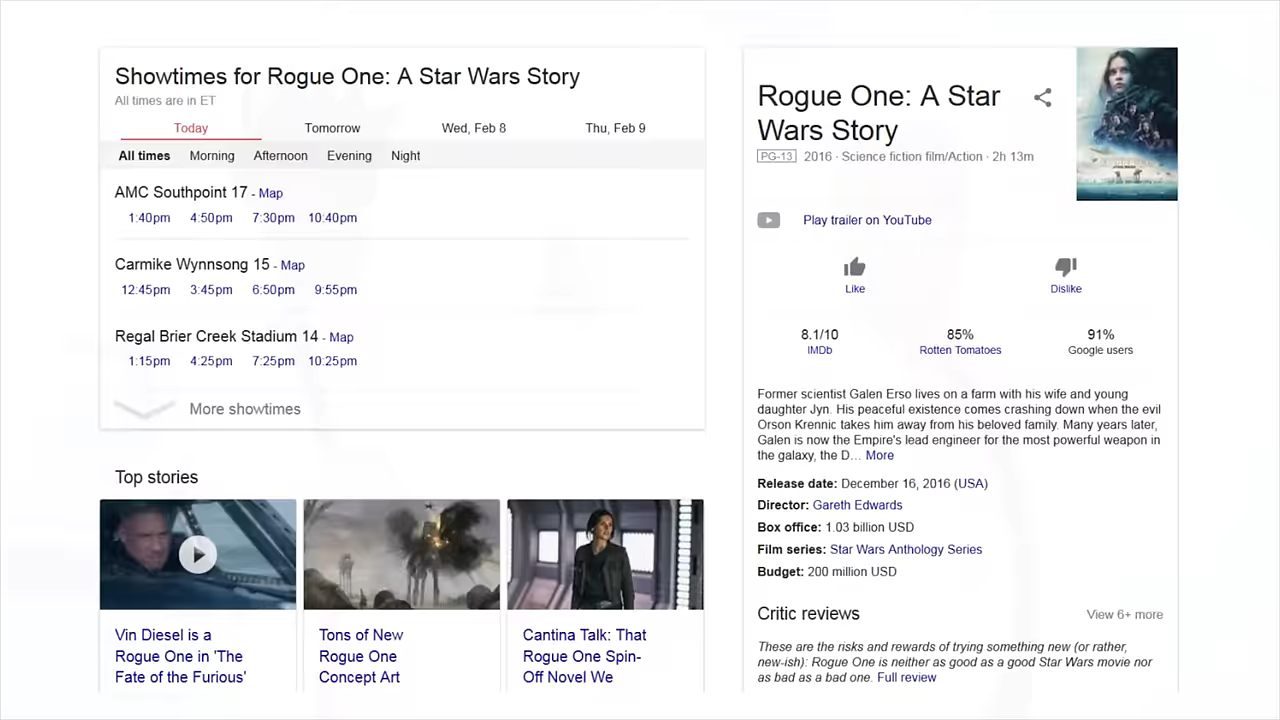 Showtimes for Rogue One: A Star Wars Story
All times are in ET
Today Tomorrow Wed, Feb 8 Thu, Feb 9
All times Morning Afternoon Evening Night
AMC Southpoint 17 - Map
1:40pm 4:50pm 7:30pm 10:40pm
Carmike Wynnsong 15 - Map
12:45pm 3:45pm 6:50pm 9:55pm
Regal Brier Creek Stadium 14 - Map
1:15pm 4:25pm 7:25pm 10:25pm
More showtimes
Top stories
Vin Diesel is a
Rogue One in 'The
Fate of the Furious'
Tons of New
Rogue One
Concept Art
Cantina Talk: That
Rogue One Spin-
Off Novel We
Rogue One: A Star
Wars Story
PG-13 2016 · Science fiction film/Action · 2h 13m
Play trailer on YouTube
Like Dislike
8.1/10 85% 91%
IMDb Rotten Tomatoes Google users
Former scientist Galen Erso lives on a farm with his wife and young
daughter Jyn. His peaceful existence comes crashing down when the evil
Orson Krennic takes him away from his beloved family. Many years later,
Galen is now the Empire's lead engineer for the most powerful weapon in
the galaxy, the D... More
Release date: December 16, 2016 (USA)
Director: Gareth Edwards
Box office: 1.03 billion USD
Film series: Star Wars Anthology Series
Budget: 200 million USD
Critic reviews View 6+ more
These are the risks and rewards of trying something new (or rather,
new-ish): Rogue One is neither as good as a good Star Wars movie nor
as bad as a bad one. Full review